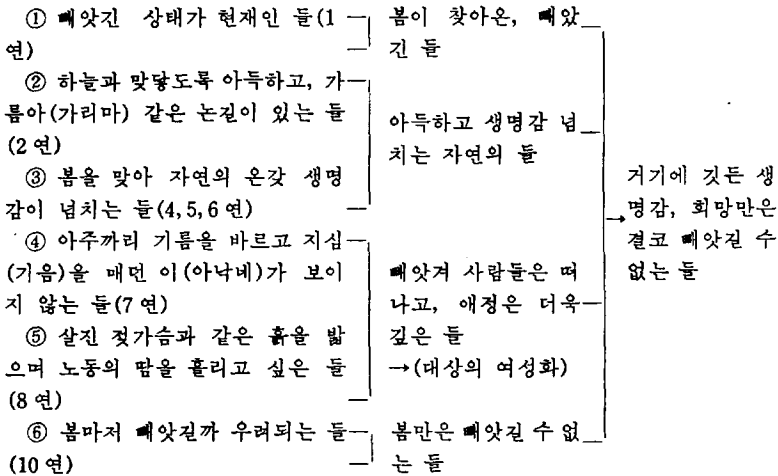 ① 빼앗긴 상태가 현재인 들(1
연)
② 하늘과 맞닿도록 아득하고, 가
름아(가리마) 같은 논길이 있는 들
(2연)
③ 봄을 맞아 자연의 온갖 생명
감이 넘치는 들(4,5,6연)
④ 아주까리 기름을 바르고 지심
(기음)을 매던 이(아낙네)가 보이
지 않는 들(7연)
⑤ 살진 젖가슴과 같은 흙을 밟
으며 노동의 땀을 흘리고 싶은 들
(8연)
⑥ 봄마저 빼앗길까 우려되는 들
(10연)
봄이 찾아온, 빼앗
긴 들
아득하고 생명감 넘
치는 자연의 들
빼앗겨 사람들은 떠
나고, 애정은 더욱
깊은 들
→(대상의 여성화)
봄만은 빼앗길 수 없
는 들
→
거기에 깃든 생
명감, 희망만은
결코 빼앗길 수
없는 들